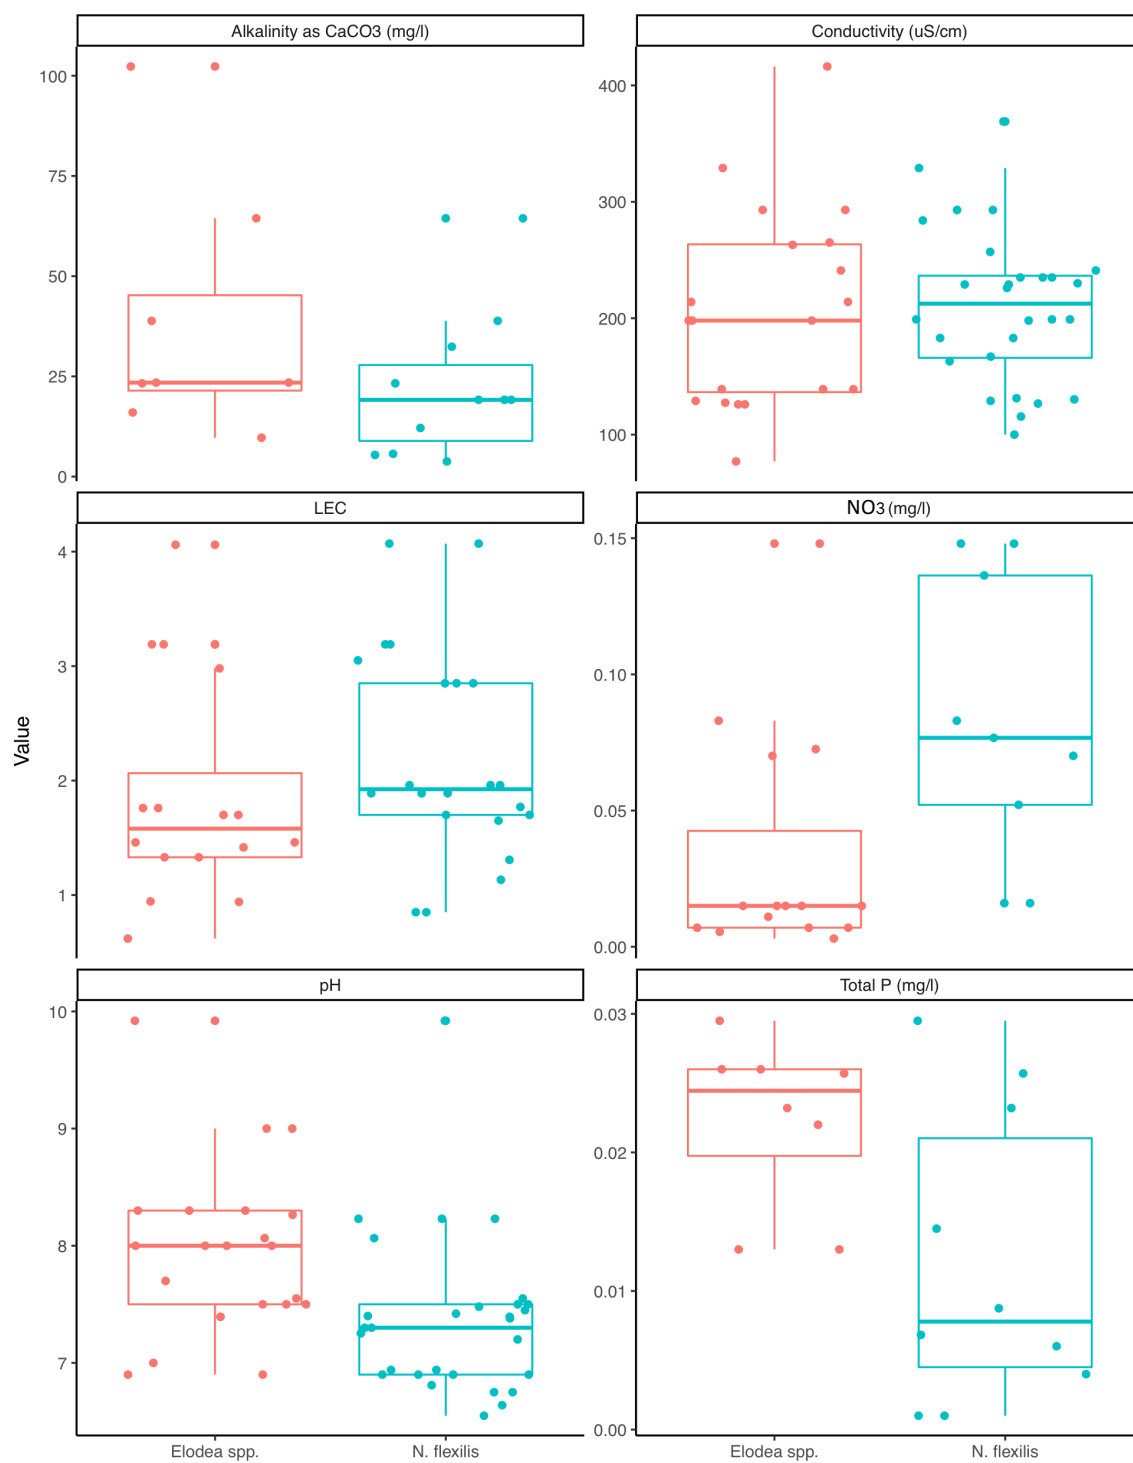 Alkalinity as CaCO3 (mg/l)
Conductivity (uS/cm)
100
75
50
25
0
400
300
200
100
LEC
NO3 (mg/l)
4
3
2
1
0.15
0.10
0.05
0.00
Value
pH
Total P (mg/l)
10
9
8
7
0.03
0.02
0.01
0.00
Elodea spp.
N. flexilis
Elodea spp.
N. flexilis